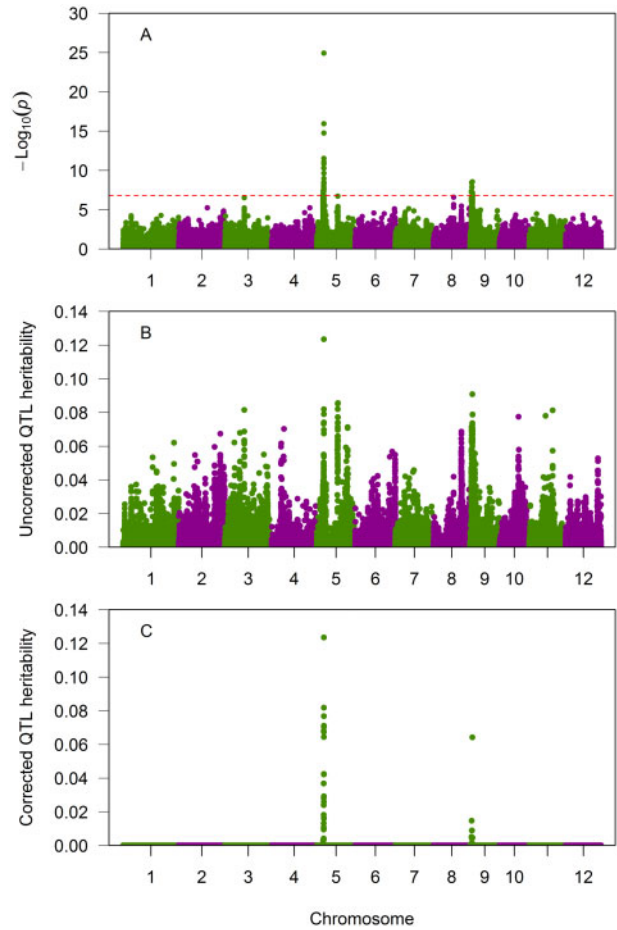 A
30
25
20
15
10
5
0
−Log₁₀(p)
1 2 3 4 5 6 7 8 9 10 12
B
0.14
0.12
0.10
0.08
0.06
0.04
0.02
0.00
Uncorrected QTL heritability
1 2 3 4 5 6 7 8 9 10 12
C
0.14
0.12
0.10
0.08
0.06
0.04
0.02
0.00
Corrected QTL heritability
1 2 3 4 5 6 7 8 9 10 12
Chromosome